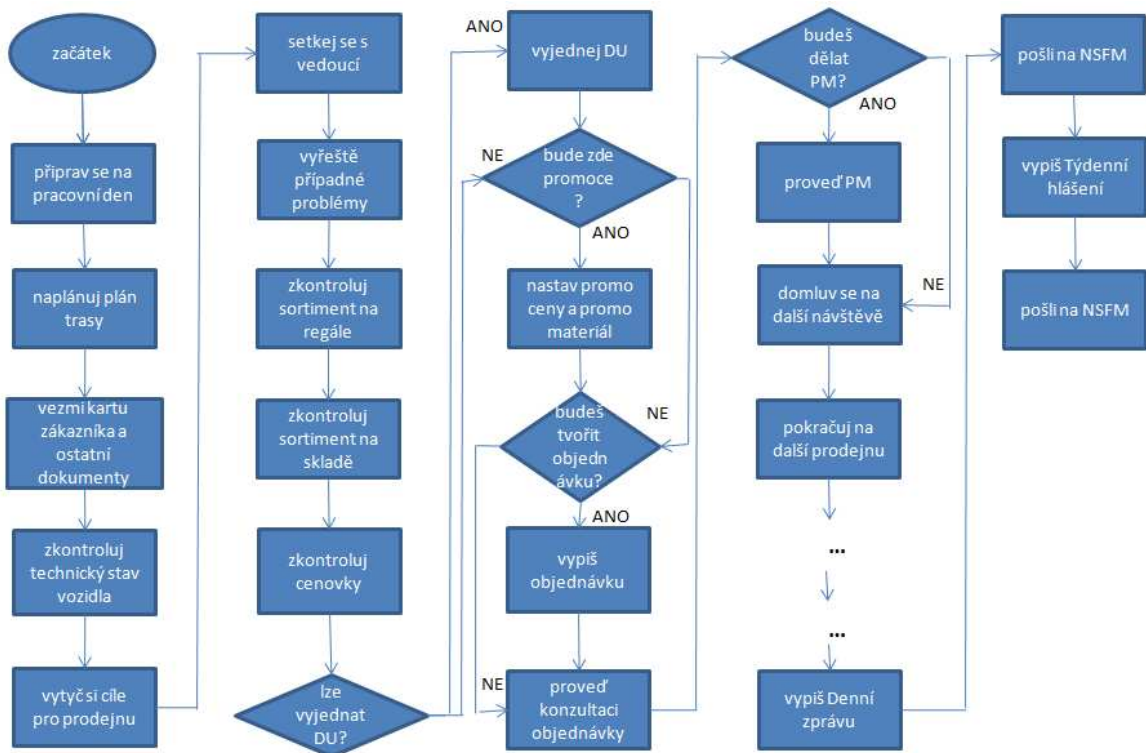 začátek
připrav se na
pracovní den
naplánuj plán
trasy
vezmi kartu
zákazníka a
ostatní
dokumenty
zkontroluj
technický stav
vozidla
vytyč si cíle
pro prodejnu
setkej se s
vedoucí
vyřeště
případné
problémy
zkontroluj
sortiment na
regále
zkontroluj
sortiment na
skladě
zkontroluj
cenovky
lze
vyjednat
DU?
ANO
vyjednej DU
NE
bude zde
promoce
?
ANO
nastav promo
ceny a promo
materiál
budeš
tvořit
objedn
ávku?
NE
ANO
vypiš
objednávku
NE
proveď
konzultaci
objednávky
budeš
dělat
PM?
ANO
proveď PM
NE
domluv se na
další návštěvě
pokračuj na
další prodejnu
...
...
vypiš Denní
zprávu
pošli na NSFM
vypiš Týdenní
hlášení
pošli na NSFM